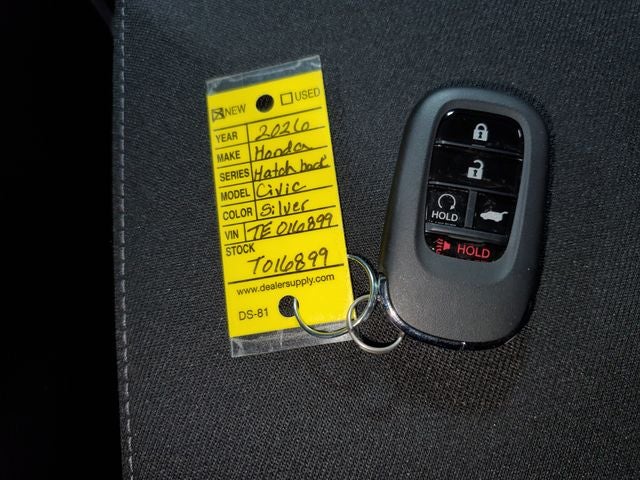 NEW USED
YEAR 2026
MAKE Honda
SERIES Hatchback
MODEL Civic
COLOR Silver
VIN TE016899
STOCK
T016899
www.dealersupply.com
DS-81
HOLD
HOLD